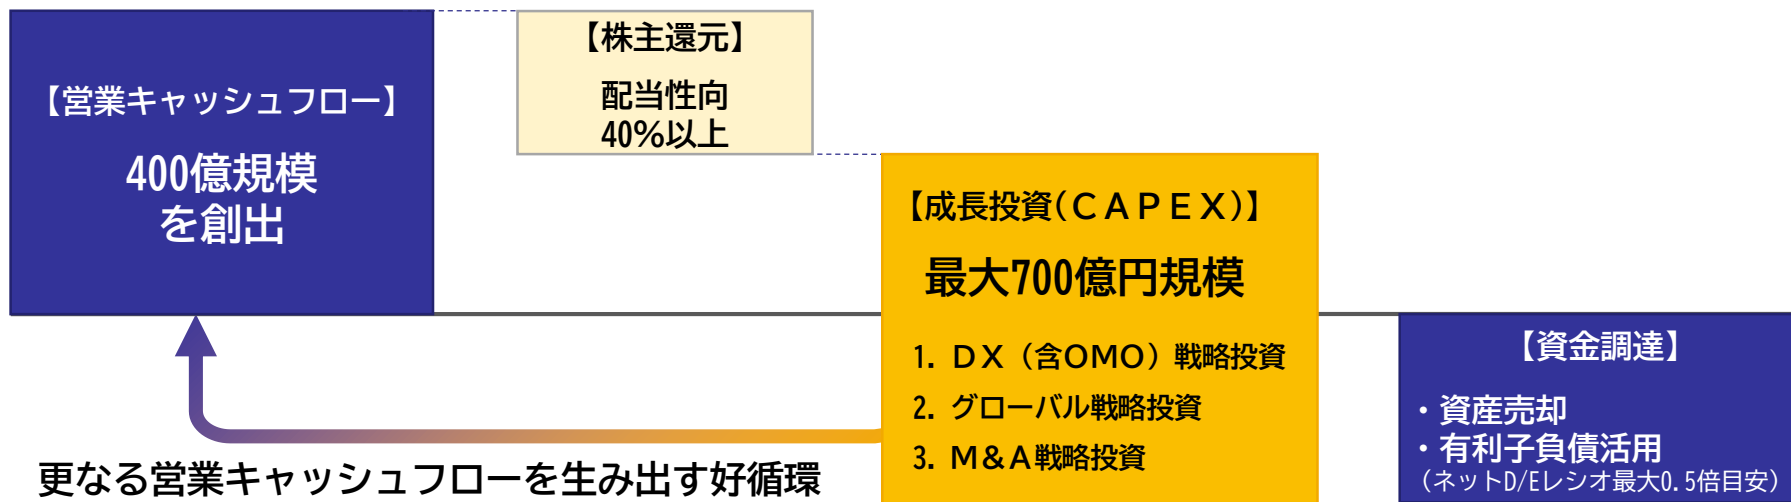 【営業キャッシュフロー】
400億規模
を創出
【株主還元】
配当性向
40%以上
【成長投資(ＣＡＰＥＸ)】
最大700億円規模
1. ＤＸ（含OMO）戦略投資
2. グローバル戦略投資
3. Ｍ＆Ａ戦略投資
【資金調達】
・資産売却
・有利子負債活用
（ネットD/Eレシオ最大0.5倍目安）
更なる営業キャッシュフローを生み出す好循環